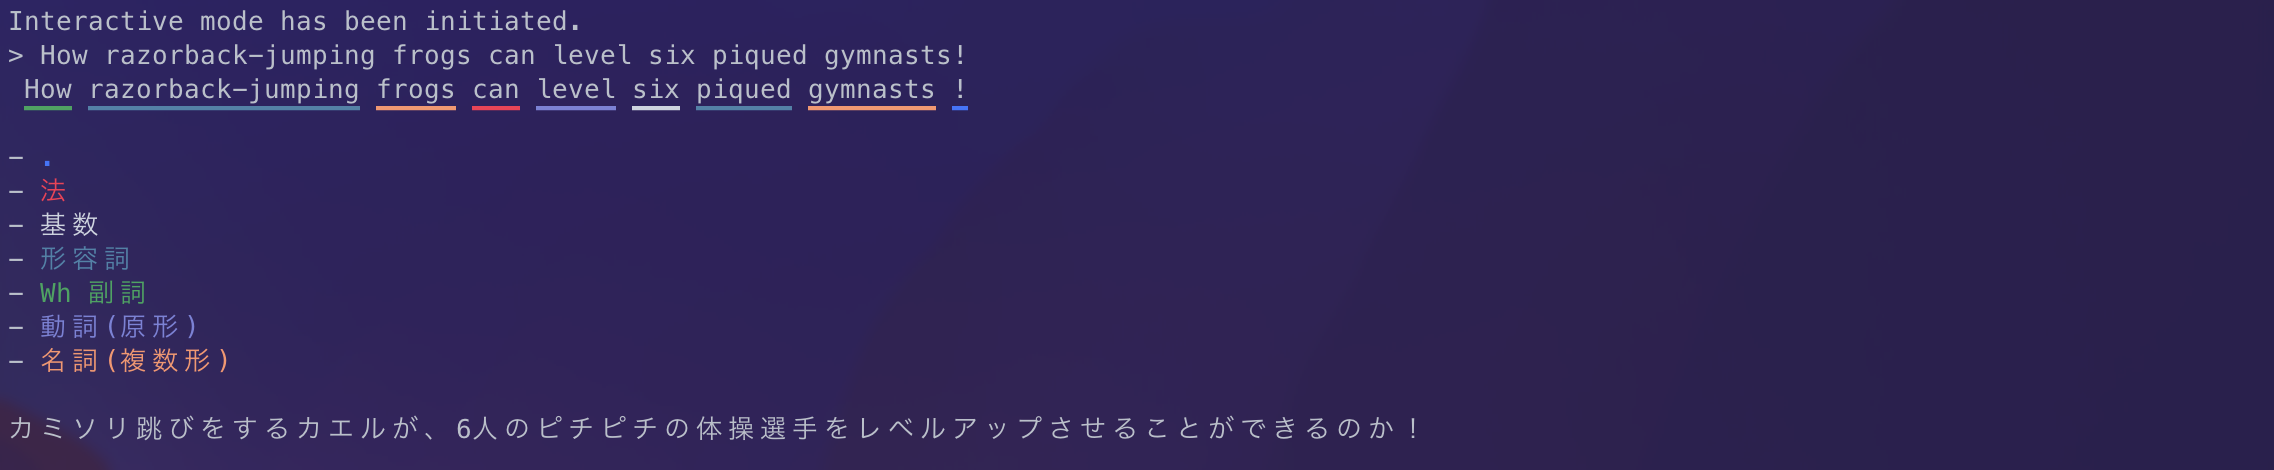 Interactive mode has been initiated.
> How razorback-jumping frogs can level six piqued gymnasts!
How razorback-jumping frogs can level six piqued gymnasts !
- .
- 法
- 基数
- 形容詞
- Wh 副詞
- 動詞(原形)
- 名詞(複数形)
カミソリ跳びをするカエルが、6人のピチピチの体操選手をレベルアップさせることができるのか！